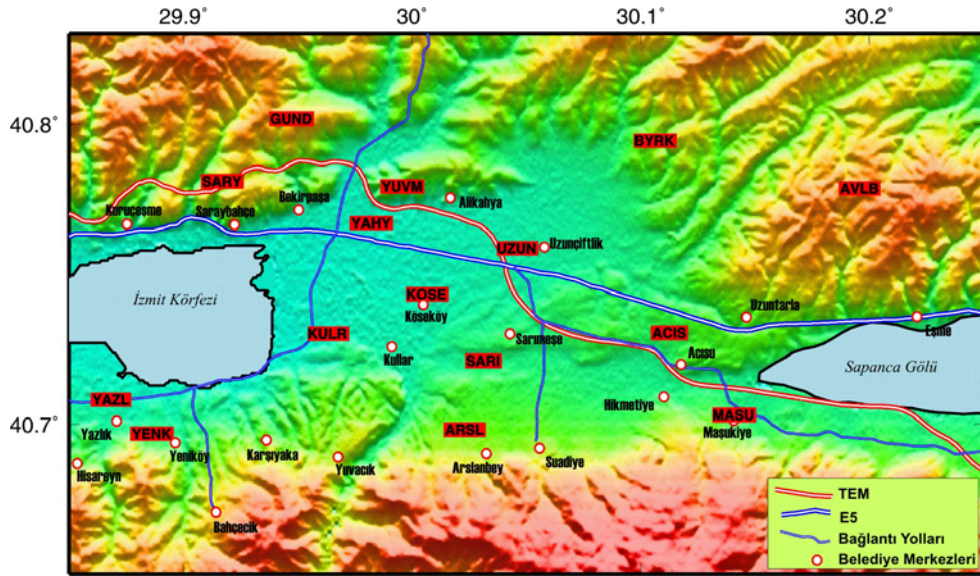 29.9° 30° 30.1° 30.2°
40.8°
GUND
BYRK
SARY
YUVM
AVLB
Bekirpaşa
Alikahya
Kuruçeşme
Saraybahçe
YAHY
UZUN
Uzunçiftlik
İzmit Körfezi
KOSE
Köseköy
Uzuntarla
Eşme
KULR
Sarımeşe
ACIS
Kullar
SARI
Acısu
Sapanca Gölü
YAZL
Hikmetiye
40.7°
Yazlık
YENK
Yeniköy
Karşıyaka
ARSL
MASU
Maşukiye
Hisareyn
Yuvacık
Arslanbey
Suadiye
Bahçecik
TEM
E5
Bağlantı Yolları
Belediye Merkezleri